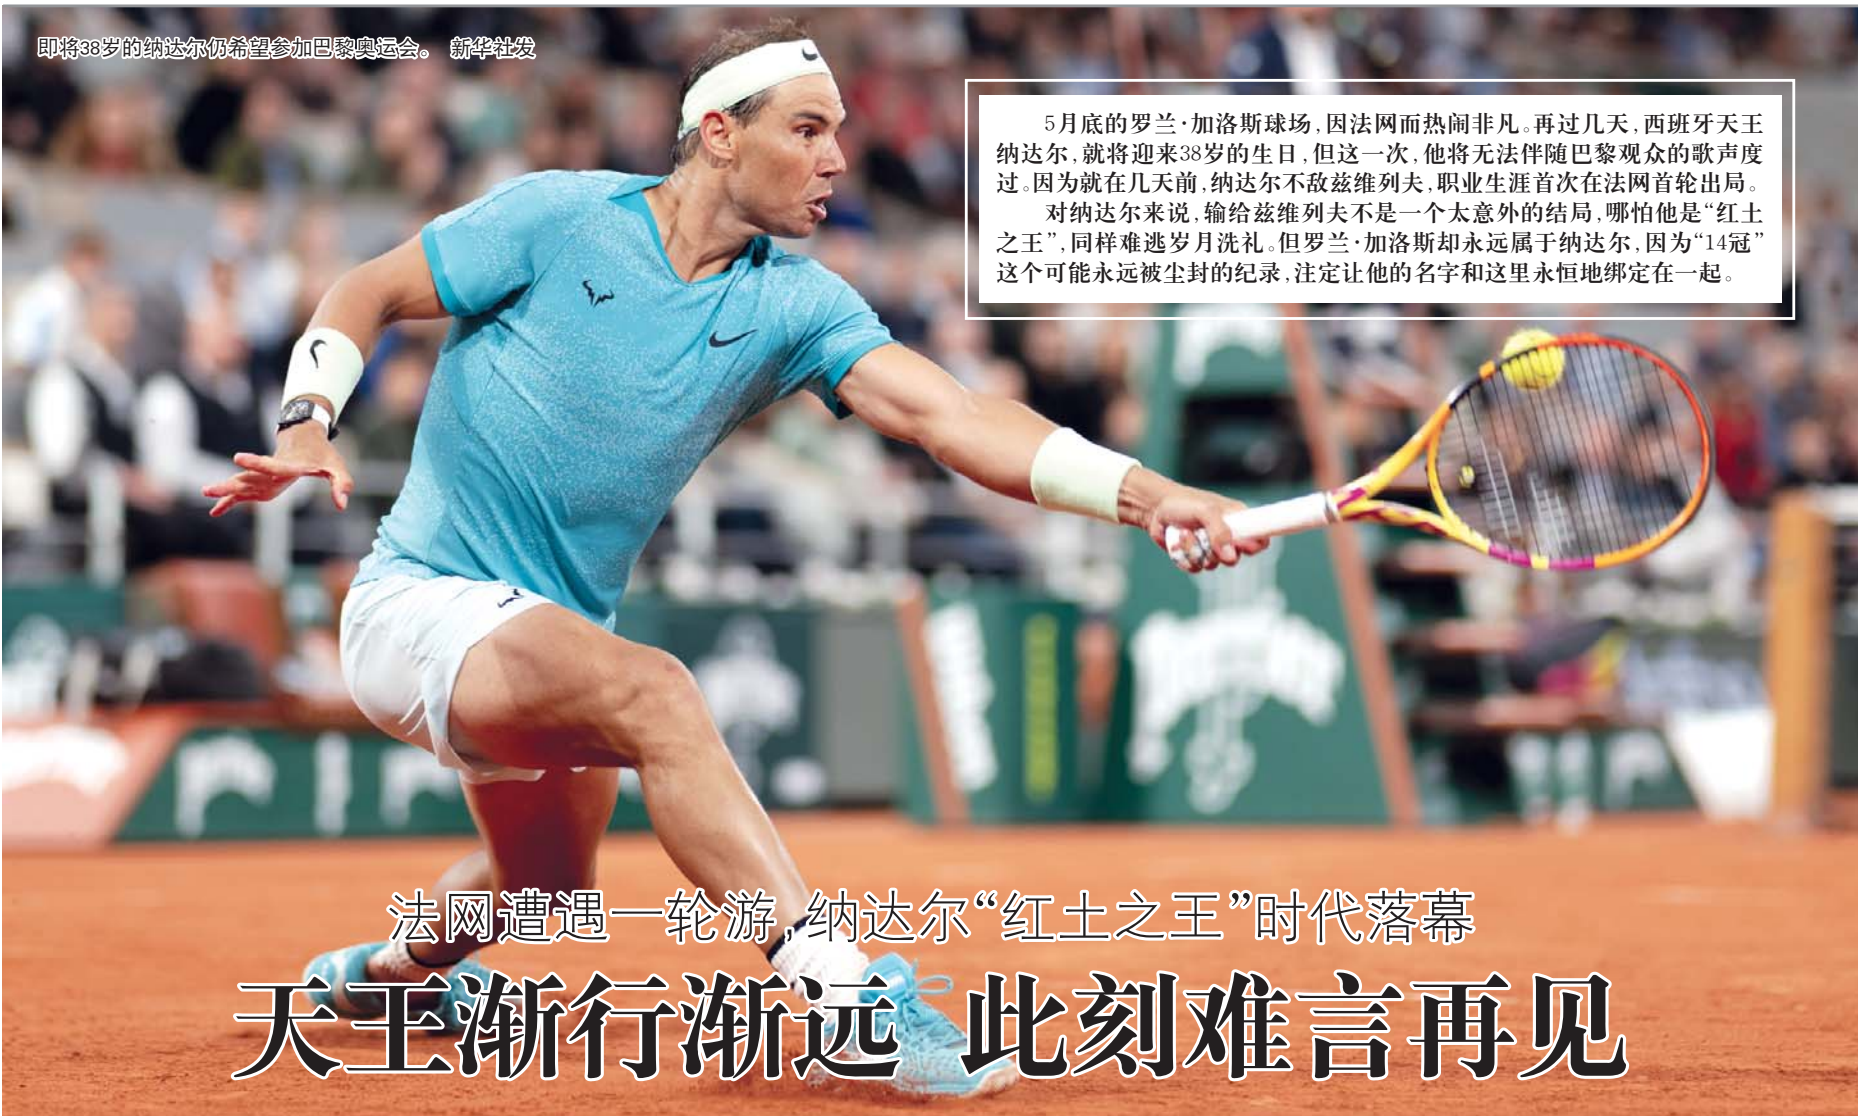 即将38岁的纳达尔仍希望参加巴黎奥运会。 新华社发
5月底的罗兰·加洛斯球场,因法网而热闹非凡。再过几天,西班牙天王
纳达尔,就将迎来38岁的生日,但这一次,他将无法伴随巴黎观众的歌声度
过。因为就在几天前,纳达尔不敌兹维列夫,职业生涯首次在法网首轮出局。
对纳达尔来说,输给兹维列夫不是一个太意外的结局,哪怕他是“红土
之王”,同样难逃岁月洗礼。但罗兰·加洛斯却永远属于纳达尔,因为“14冠”
这个可能永远被尘封的纪录,注定让他的名字和这里永恒地绑定在一起。
法网遭遇一轮游,纳达尔“红土之王”时代落幕
天王渐行渐远 此刻难言再见